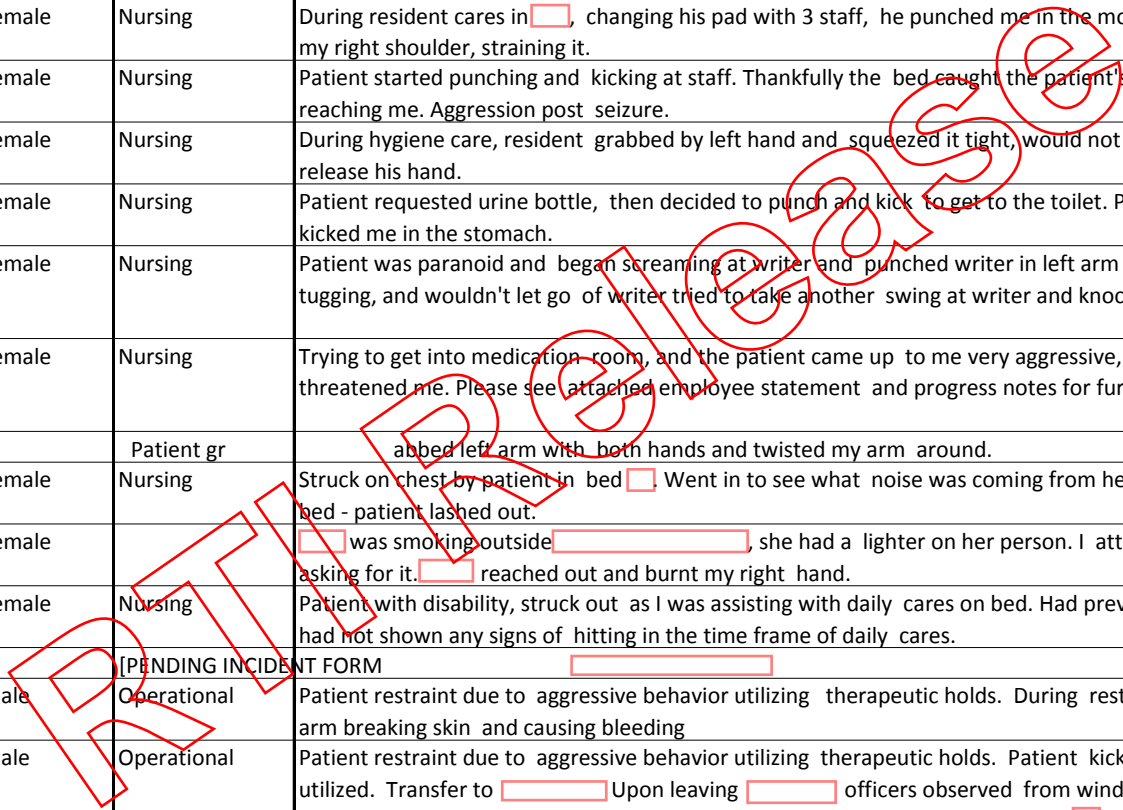 emale Nursing During resident cares in , changing his pad with 3 staff, he punched me in the mo
my right shoulder, straining it.
emale Nursing Patient started punching and kicking at staff. Thankfully the bed caught the patient's
reaching me. Aggression post seizure.
emale Nursing During hygiene care, resident grabbed by left hand and squeezed it tight, would not
release his hand.
emale Nursing Patient requested urine bottle, then decided to punch and kick to get to the toilet. P
kicked me in the stomach.
emale Nursing Patient was paranoid and began screaming at writer and punched writer in left arm
tugging, and wouldn't let go of writer tried to take another swing at writer and knoc
emale Nursing Trying to get into medication room, and the patient came up to me very aggressive,
threatened me. Please see attached employee statement and progress notes for fur
Patient gr abbed left arm with both hands and twisted my arm around.
emale Nursing Struck on chest by patient in bed . Went in to see what noise was coming from he
bed - patient lashed out.
emale was smoking outside , she had a lighter on her person. I att
asking for it. reached out and burnt my right hand.
emale Nursing Patient with disability, struck out as I was assisting with daily cares on bed. Had prev
had not shown any signs of hitting in the time frame of daily cares.
[PENDING INCIDENT FORM
ale Operational Patient restraint due to aggressive behavior utilizing therapeutic holds. During rest
arm breaking skin and causing bleeding
ale Operational Patient restraint due to aggressive behavior utilizing therapeutic holds. Patient kick
utilized. Transfer to Upon leaving officers observed from wind
RTI Release